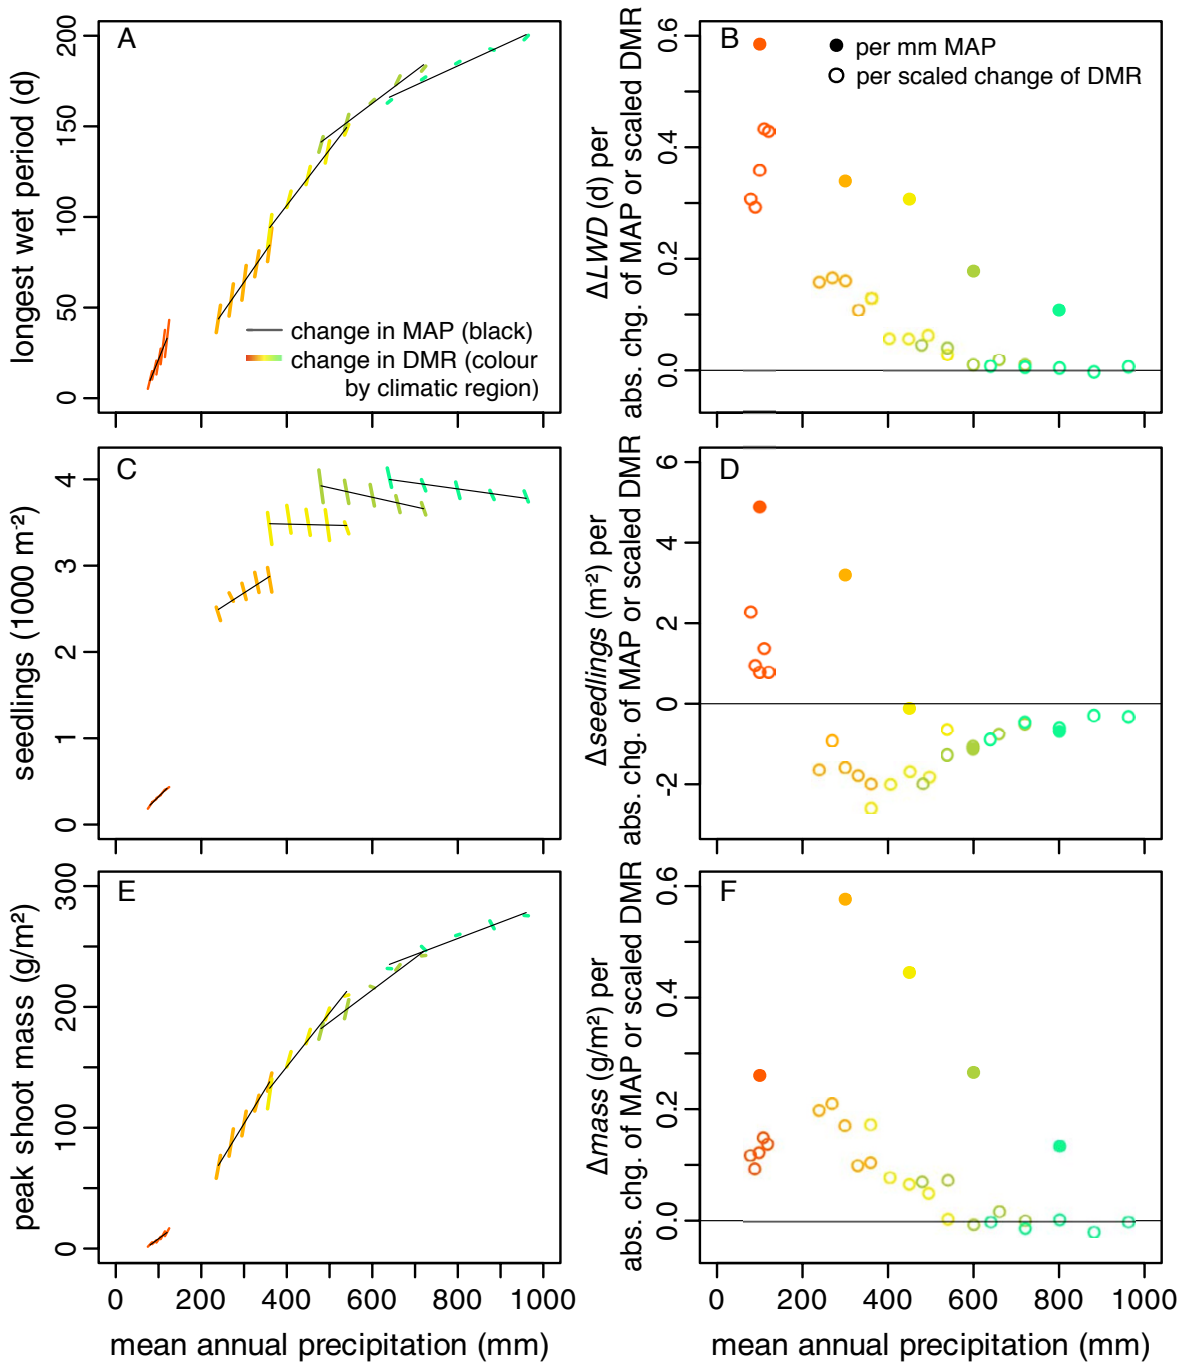 A
longest wet period (d)
0
50
100
150
200
change in MAP (black)
change in DMR (colour
by climatic region)
B
per mm MAP
per scaled change of DMR
ΔLWD (d) per
abs. chg. of MAP or scaled DMR
0.0
0.2
0.4
0.6
C
seedlings (1000 m⁻²)
0
1
2
3
4
D
Δseedlings (m⁻²) per
abs. chg. of MAP or scaled DMR
-2
0
2
4
6
E
peak shoot mass (g/m²)
0
100
200
300
0 200 400 600 800 1000
mean annual precipitation (mm)
F
Δmass (g/m²) per
abs. chg. of MAP or scaled DMR
0.0
0.2
0.4
0.6
0 200 400 600 800 1000
mean annual precipitation (mm)